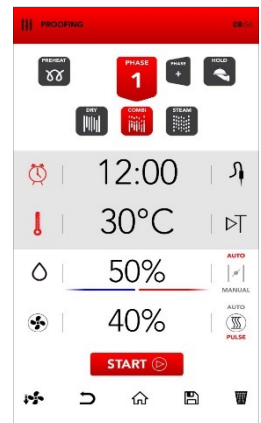 PROOFING
PREHEAT
PHASE
1
PHASE
+
HOLD
DRY
COMBI
STEAM
12:00
30°C
50%
AUTO
MANUAL
40%
AUTO
PULSE
START